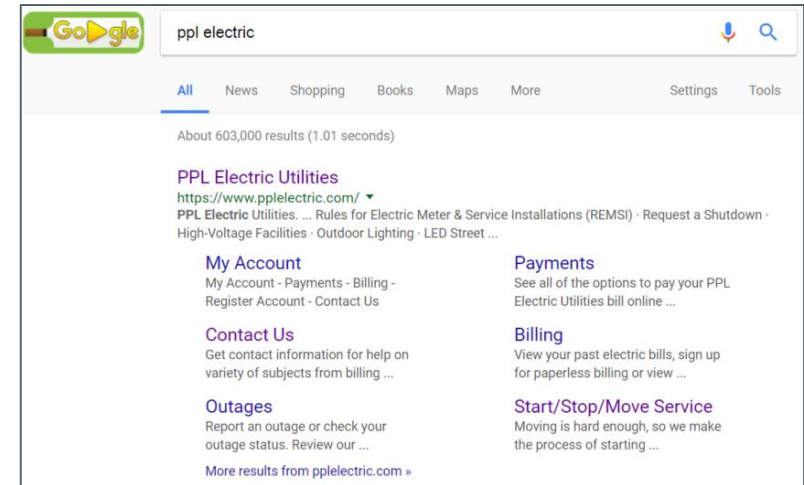 Google
ppl electric
All News Shopping Books Maps More Settings Tools
About 603,000 results (1.01 seconds)
PPL Electric Utilities
https://www.pplelectric.com/
PPL Electric Utilities. ... Rules for Electric Meter & Service Installations (REMSI) · Request a Shutdown ·
High-Voltage Facilities · Outdoor Lighting · LED Street ...
My Account
My Account - Payments - Billing -
Register Account - Contact Us
Payments
See all of the options to pay your PPL
Electric Utilities bill online ...
Contact Us
Get contact information for help on
variety of subjects from billing ...
Billing
View your past electric bills, sign up
for paperless billing or view ...
Outages
Report an outage or check your
outage status. Review our ...
Start/Stop/Move Service
Moving is hard enough, so we make
the process of starting ...
More results from pplelectric.com »